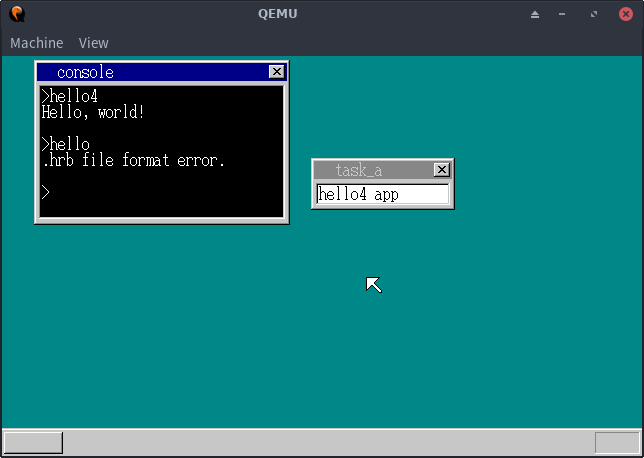 QEMU
Machine View
console
>hello4
Hello, world!
>hello
.hrb file format error.
>
task_a
hello4 app